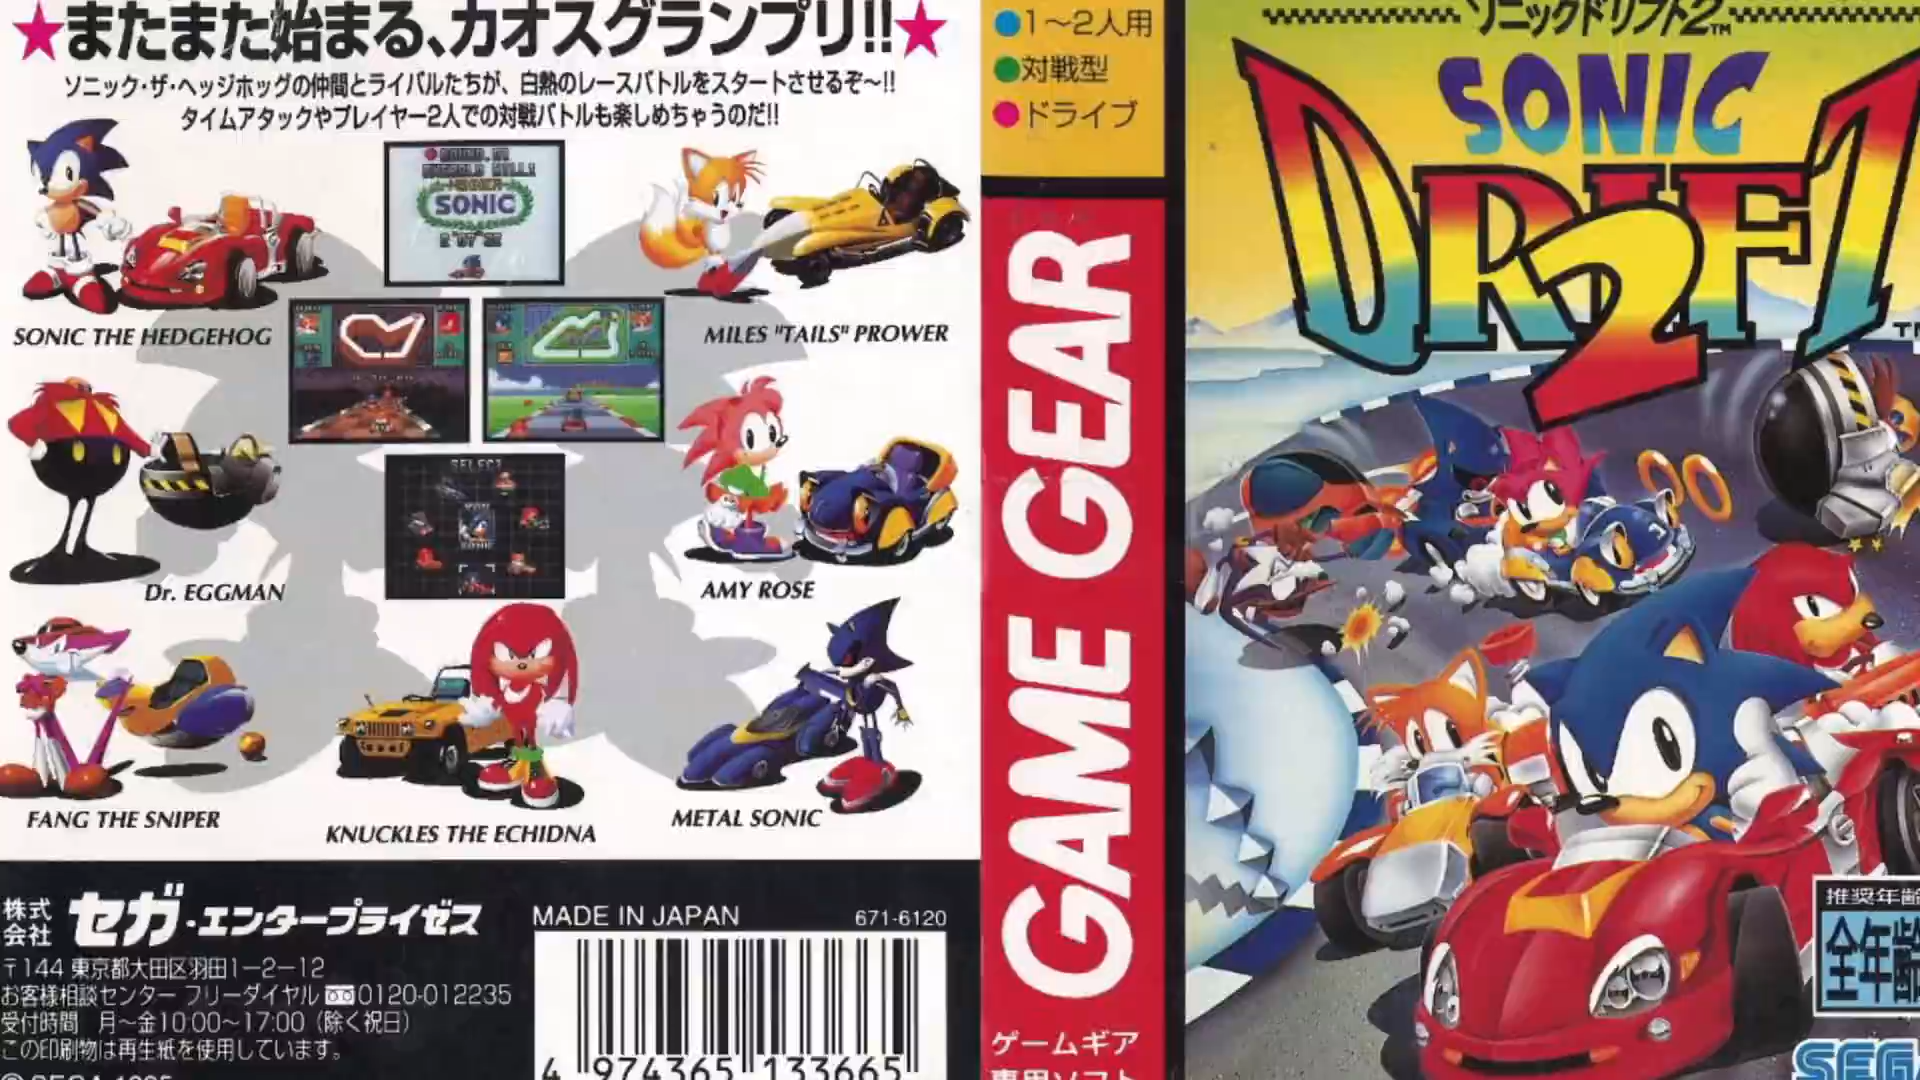 ★またまた始まる、カオスグランプリ!!★
ソニック・ザ・ヘッジホッグの仲間とライバルたちが、白熱のレースバトルをスタートさせるぞ〜!!
タイムアタックやプレイヤー2人での対戦バトルも楽しめちゃうのだ!!
SONIC
SONIC THE HEDGEHOG
MILES "TAILS" PROWER
SELECT
Dr. EGGMAN
AMY ROSE
FANG THE SNIPER
KNUCKLES THE ECHIDNA
METAL SONIC
株式会社 セガ・エンタープライゼス
〒144 東京都大田区羽田1-2-12
お客様相談センター フリーダイヤル 0120-012235
受付時間 月〜金10:00〜17:00（除く祝日）
この印刷物は再生紙を使用しています。
MADE IN JAPAN 671-6120
4 974365 133665
●1〜2人用
●対戦型
●ドライブ
GAME GEAR
ゲームギア
専用ソフト
ソニックドリフト2™
SONIC
DRIFT
2
TM
推奨年齢
全年齢
SEGA